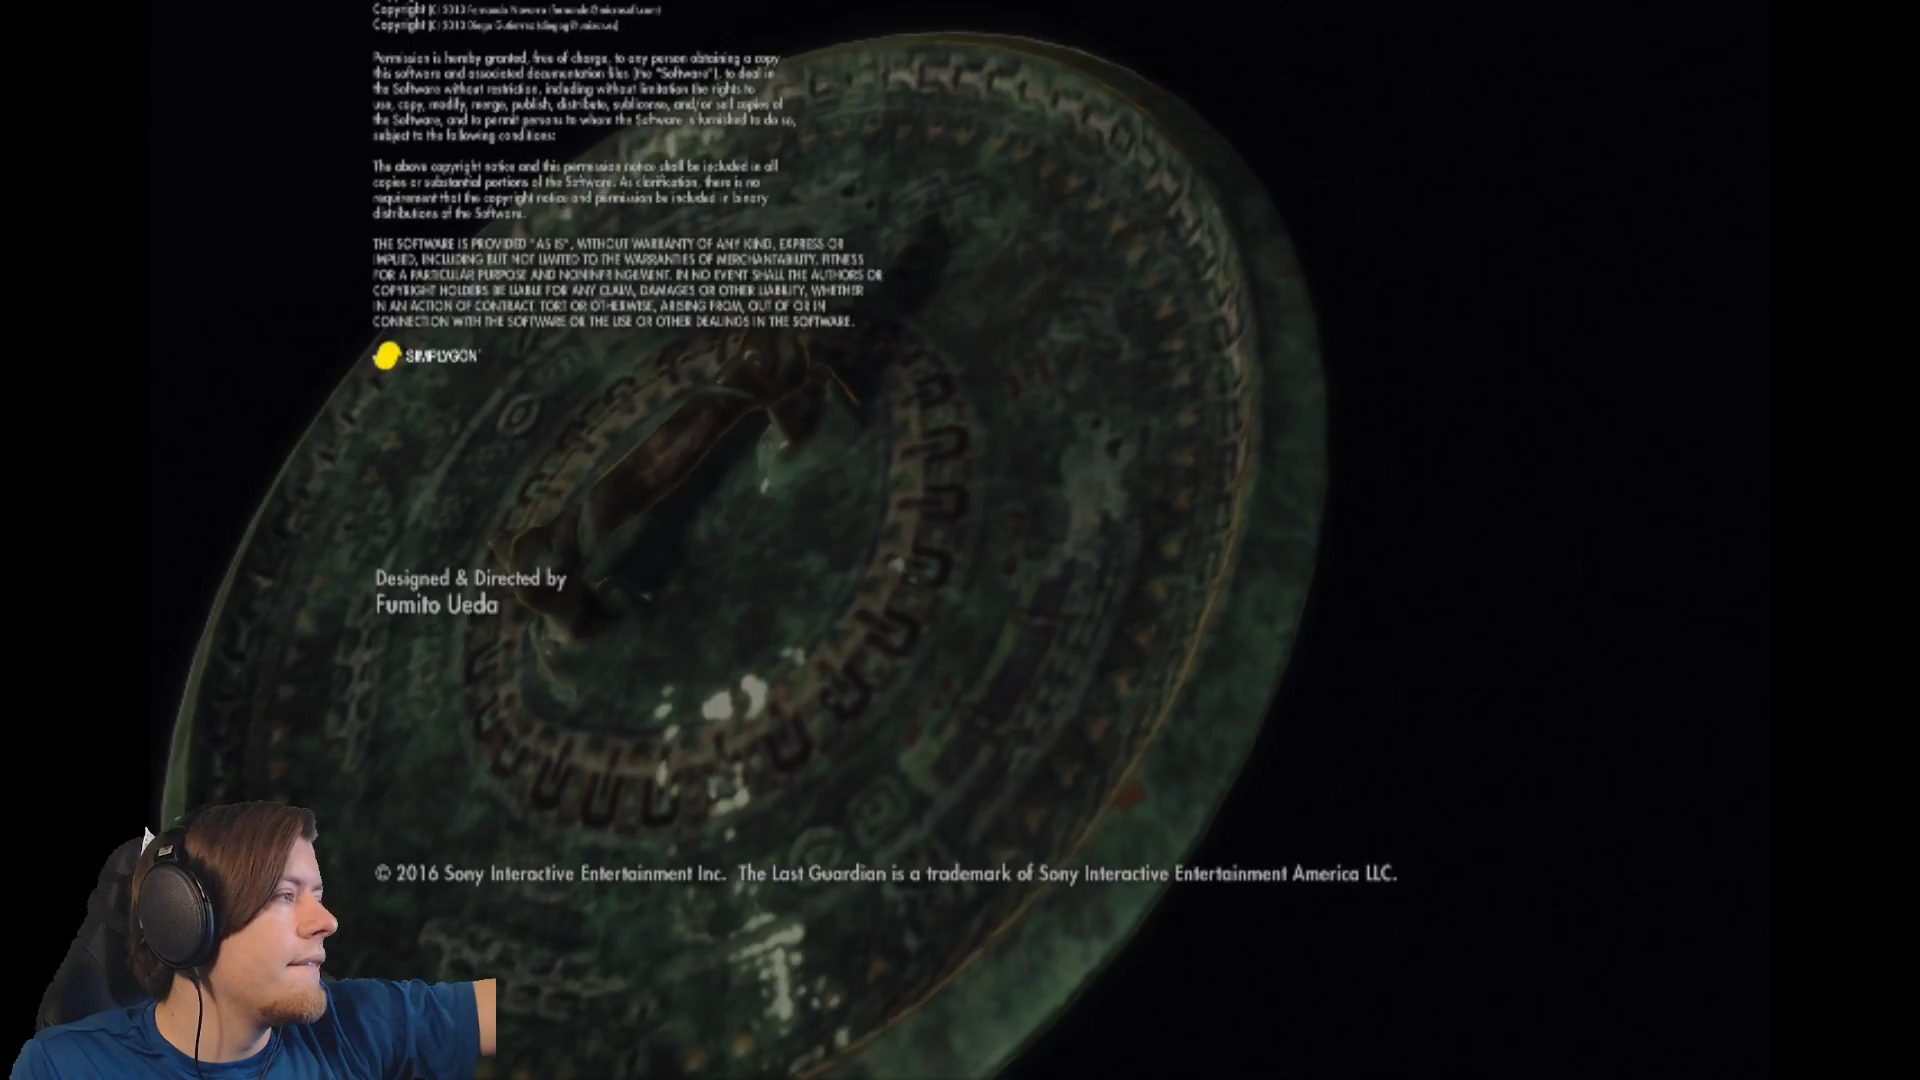 Copyright (C) 2013 Fernando Navarro
Copyright (C) 2013 Diego Gutierrez
Permission is hereby granted, free of charge, to any person obtaining a copy
this software and associated documentation files (the "Software"), to deal in
the Software without restriction, including without limitation the rights to
use, copy, modify, merge, publish, distribute, sublicense, and/or sell copies of
the Software, and to permit persons to whom the Software is furnished to do so,
subject to the following conditions:
The above copyright notice and this permission notice shall be included in all
copies or substantial portions of the Software. As clarification, there is no
requirement that the copyright notice and permission be included in binary
distributions of the Software.
THE SOFTWARE IS PROVIDED "AS IS", WITHOUT WARRANTY OF ANY KIND, EXPRESS OR
IMPLIED, INCLUDING BUT NOT LIMITED TO THE WARRANTIES OF MERCHANTABILITY, FITNESS
FOR A PARTICULAR PURPOSE AND NONINFRINGEMENT. IN NO EVENT SHALL THE AUTHORS OR
COPYRIGHT HOLDERS BE LIABLE FOR ANY CLAIM, DAMAGES OR OTHER LIABILITY, WHETHER
IN AN ACTION OF CONTRACT, TORT OR OTHERWISE, ARISING FROM, OUT OF OR IN
CONNECTION WITH THE SOFTWARE OR THE USE OR OTHER DEALINGS IN THE SOFTWARE.
SIMPLYGON
Designed & Directed by
Fumito Ueda
© 2016 Sony Interactive Entertainment Inc. The Last Guardian is a trademark of Sony Interactive Entertainment America LLC.